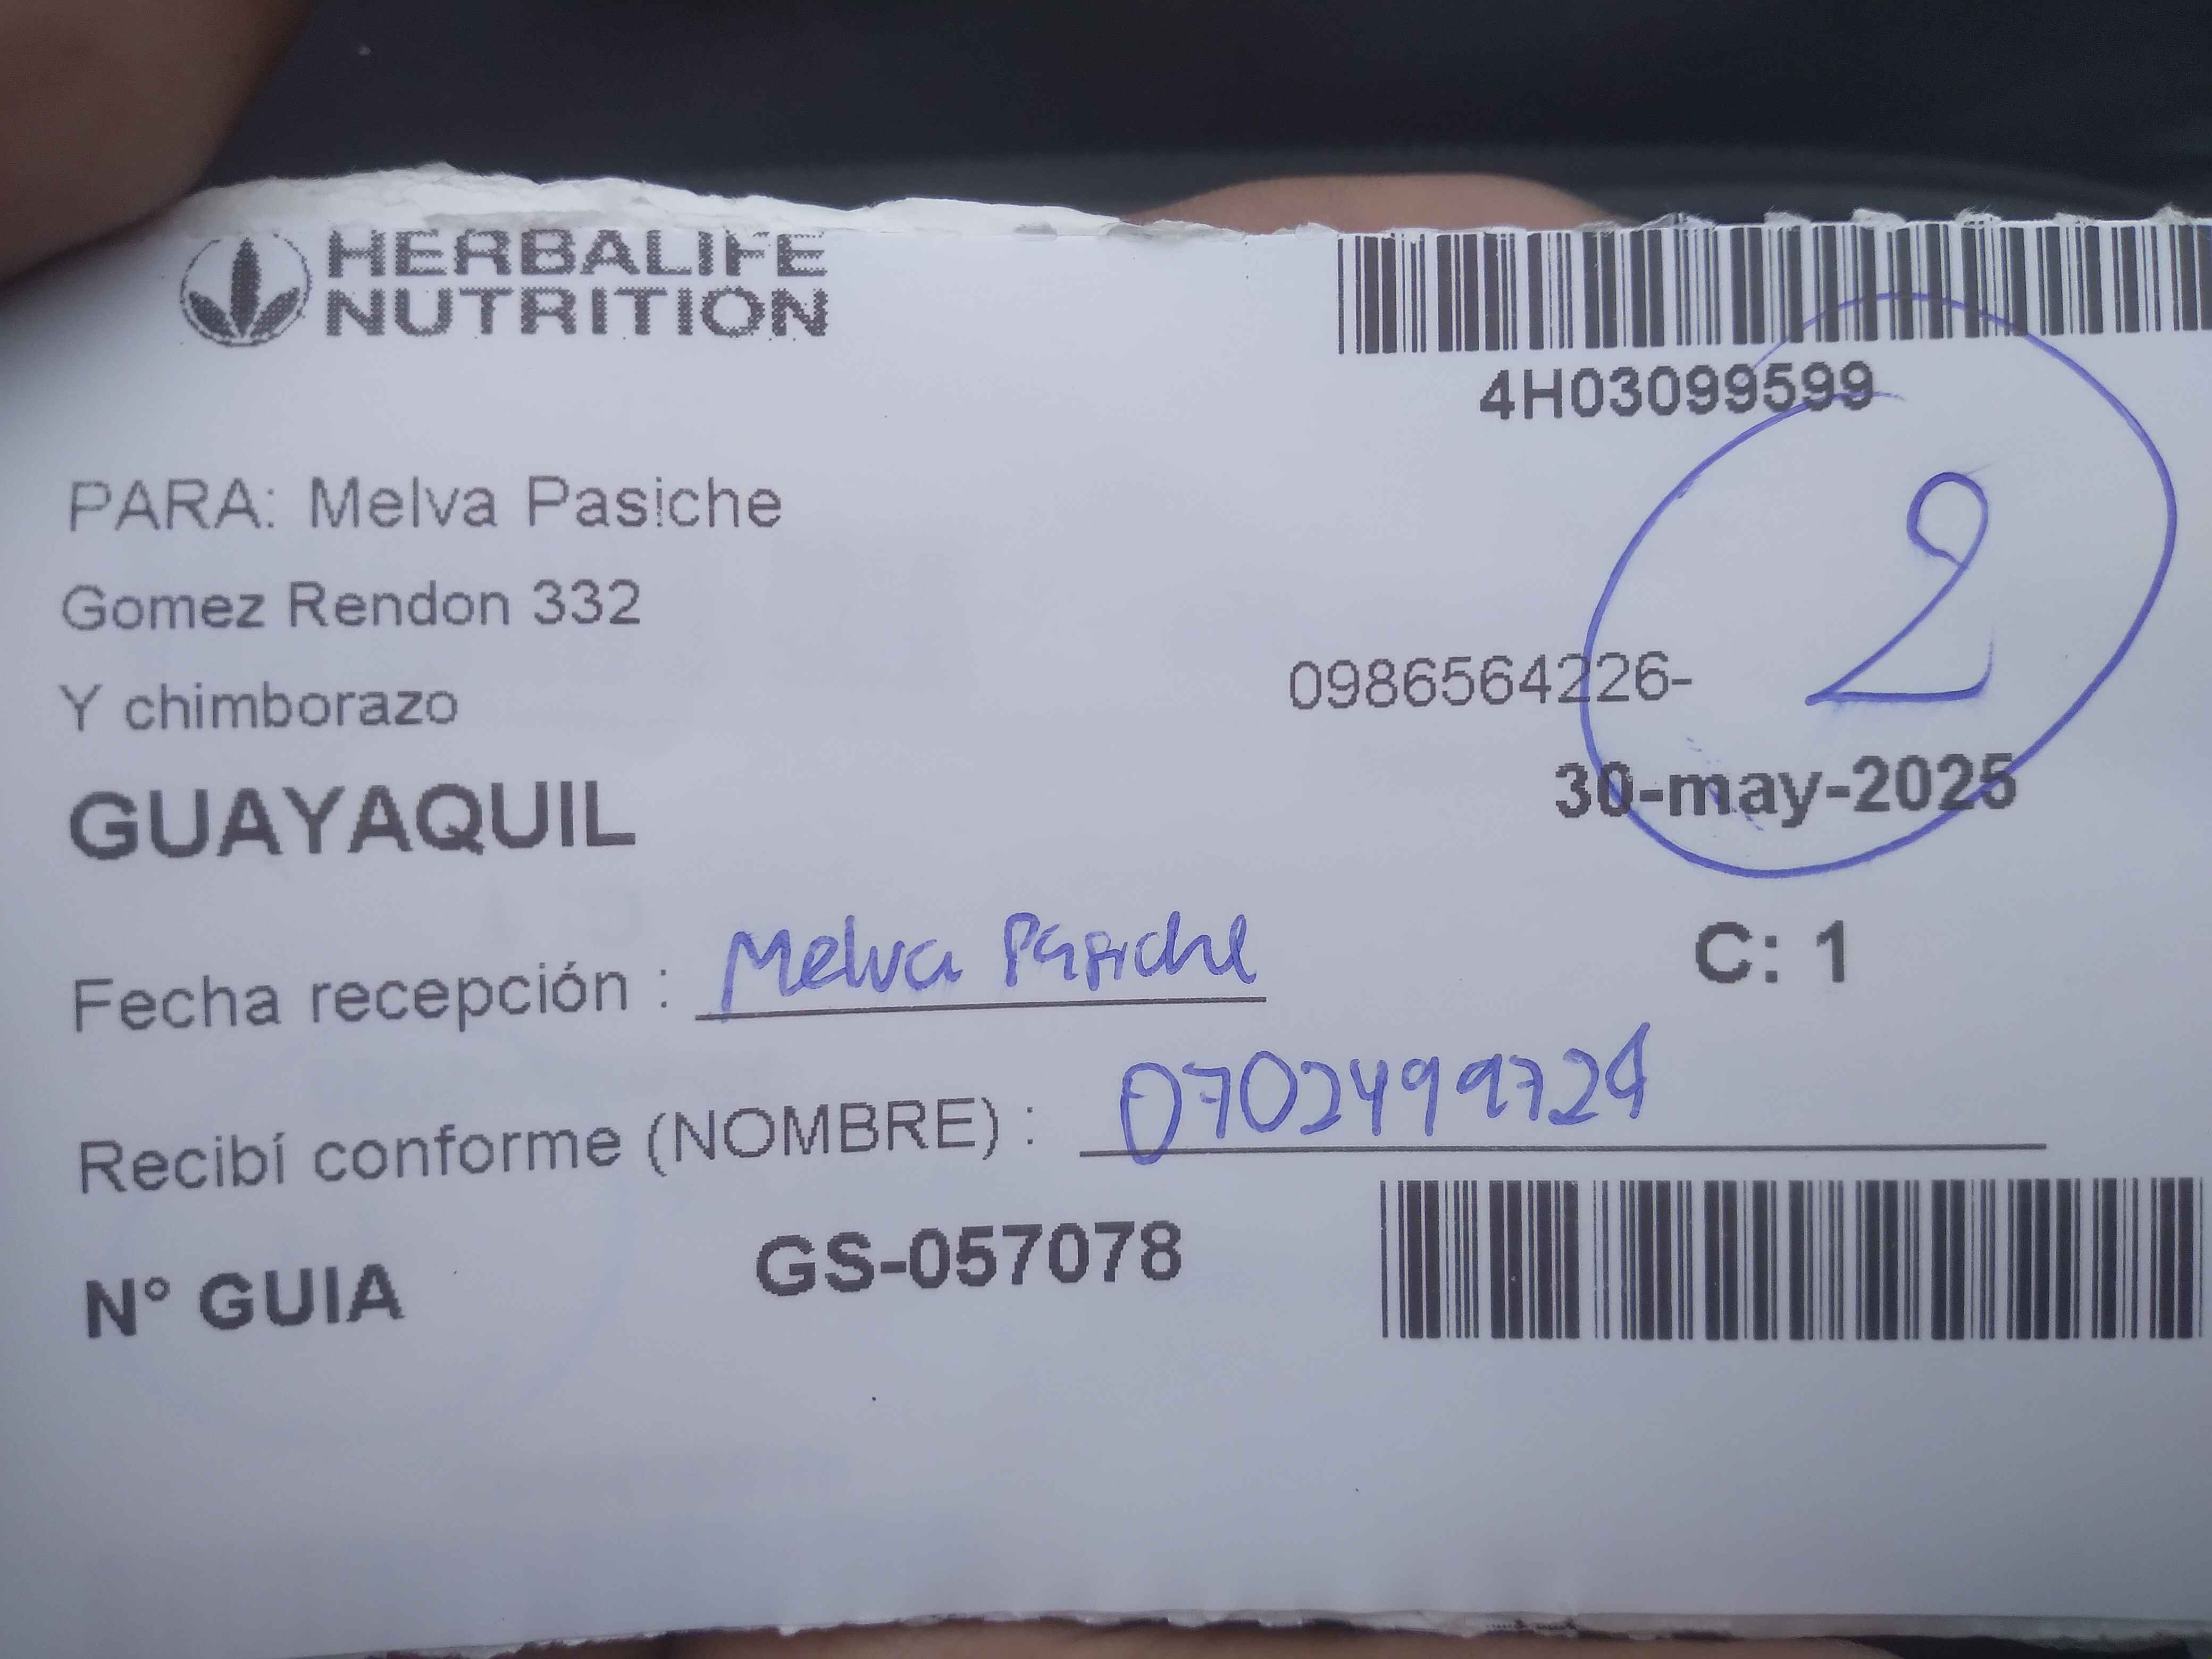 HERBALIFE
NUTRITION
4H03099599
PARA: Melva Pasiche
Gomez Rendon 332
Y chimborazo
0986564226-
2
30-may-2025
GUAYAQUIL
C: 1
Fecha recepción : Melva Pasiche
Recibí conforme (NOMBRE) : 0702499724
N° GUIA GS-057078